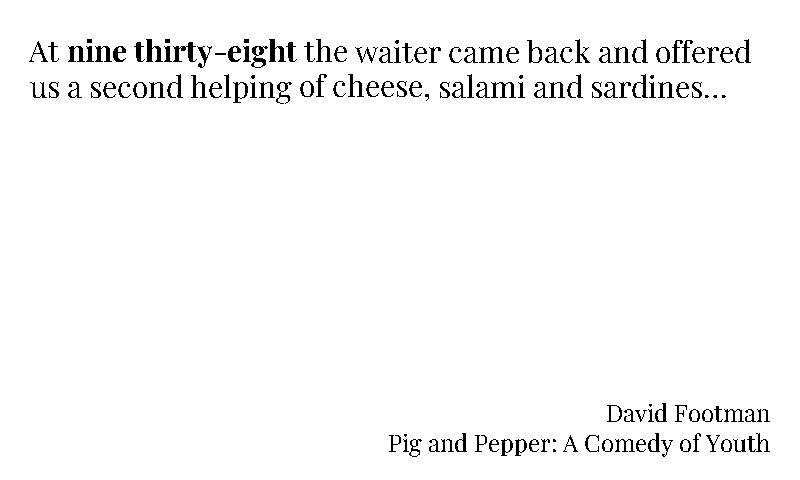 At nine thirty-eight the waiter came back and offered
us a second helping of cheese, salami and sardines...
David Footman
Pig and Pepper: A Comedy of Youth